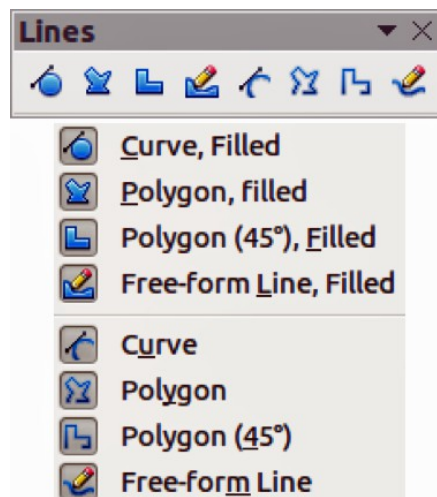 Lines
Curve, Filled
Polygon, filled
Polygon (45°), Filled
Free-form Line, Filled
Curve
Polygon
Polygon (45°)
Free-form Line